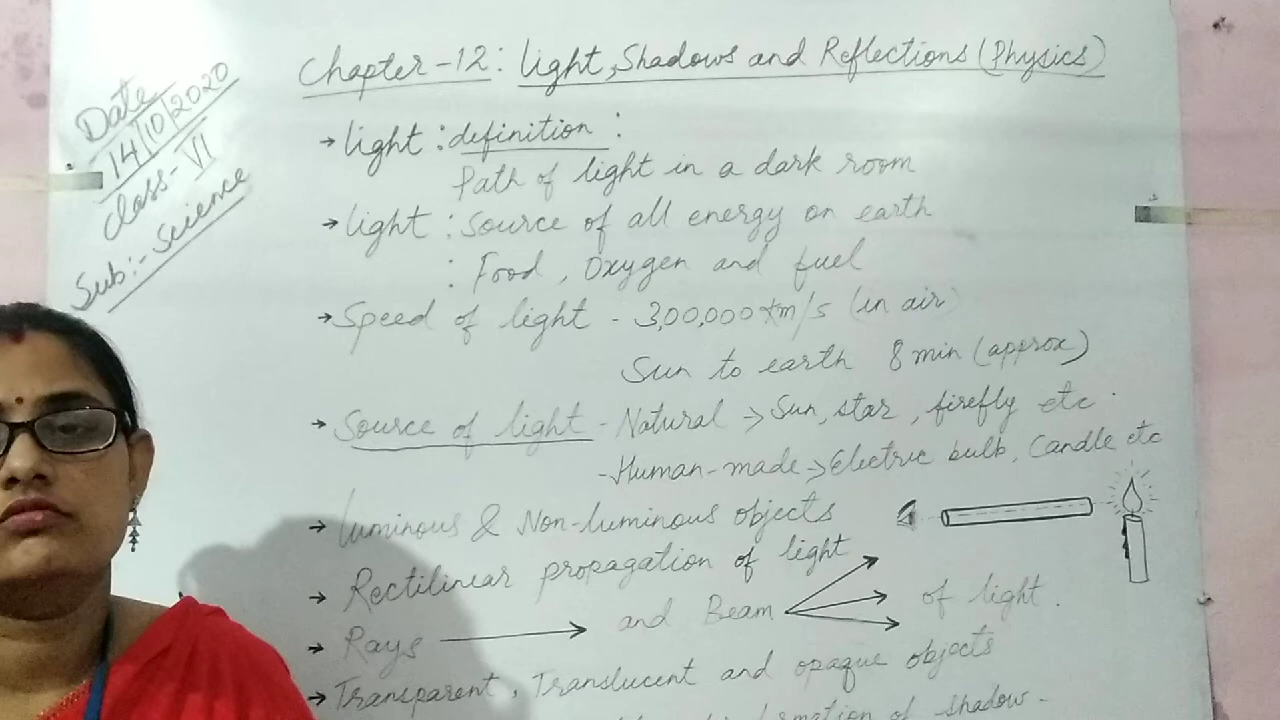 Date
14/10/2020
Class-VI
Sub:- Science
Chapter-12: Light, Shadows and Reflections (Physics)
→ Light : definition :
Path of light in a dark room
→ Light : Source of all energy on earth
: Food, Oxygen and fuel
→ Speed of light - 3,00,000 km/s (in air)
Sun to earth 8 min (approx)
→ Source of light - Natural → Sun, star, firefly etc.
- Human-made → Electric bulb, Candle etc
→ Luminous & Non-luminous objects
→ Rectilinear propagation of light
→ Rays → and Beam of light.
→ Transparent, Translucent and opaque objects
formation of shadow.